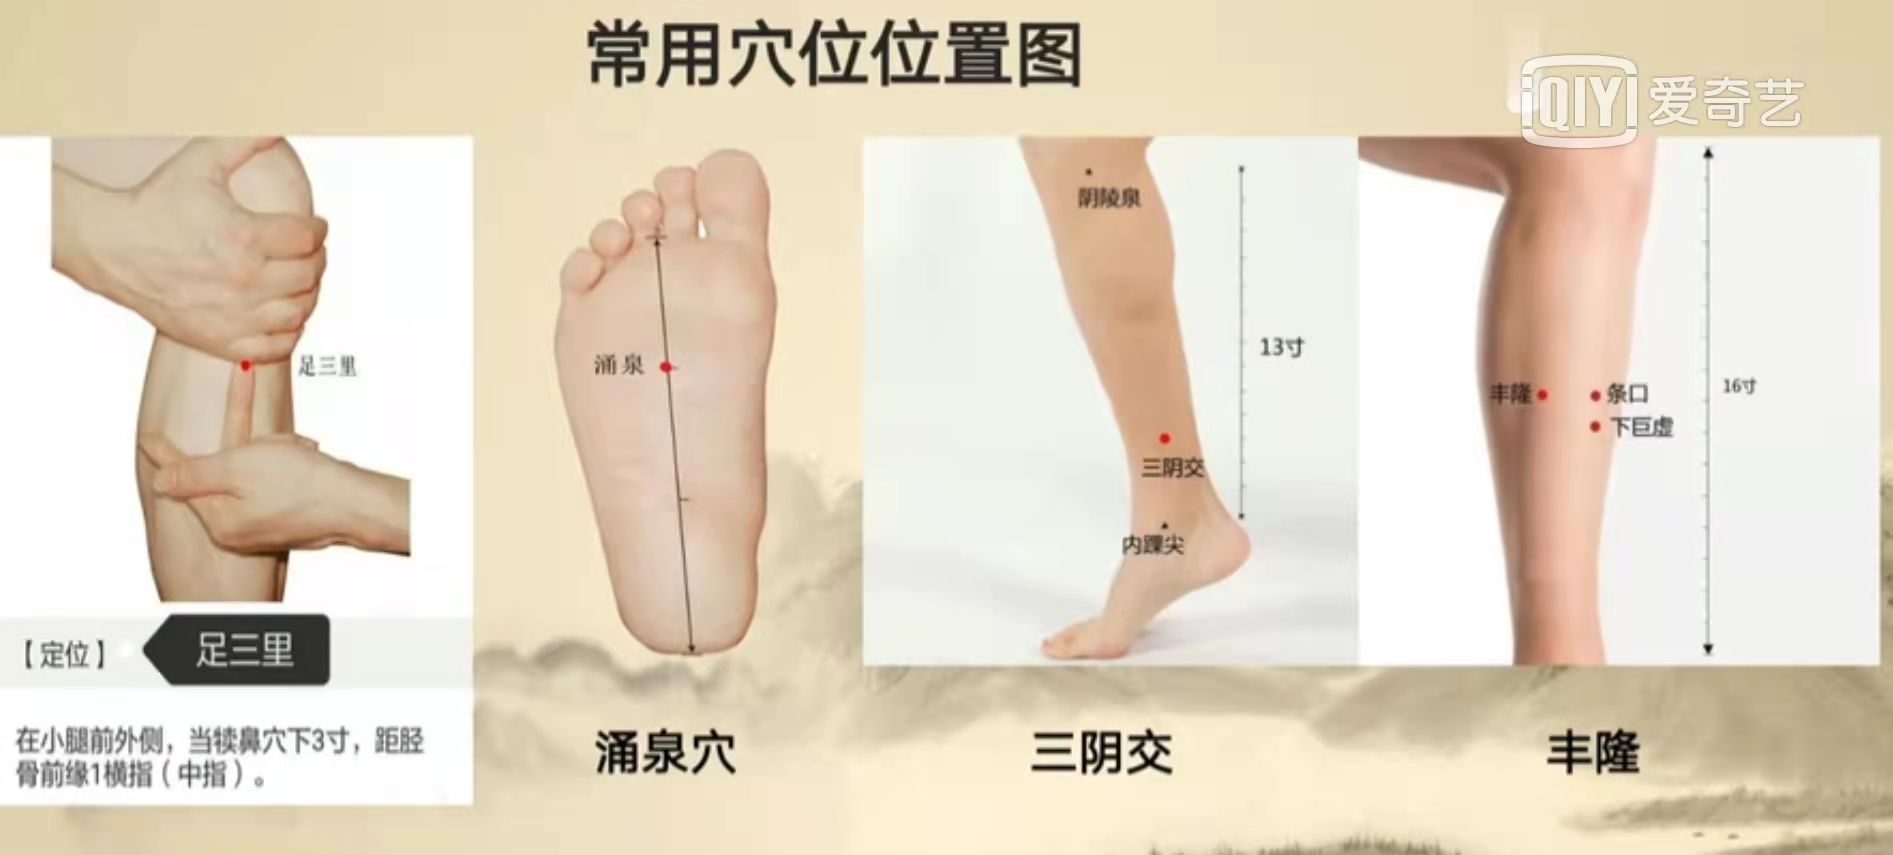 常用穴位位置图
iQIYI 爱奇艺
足三里
【定位】
足三里
在小腿前外侧，当犊鼻穴下3寸，距胫
骨前缘1横指（中指）。
涌泉
涌泉穴
阴陵泉
13寸
三阴交
内踝尖
三阴交
丰隆
条口
下巨虚
16寸
丰隆